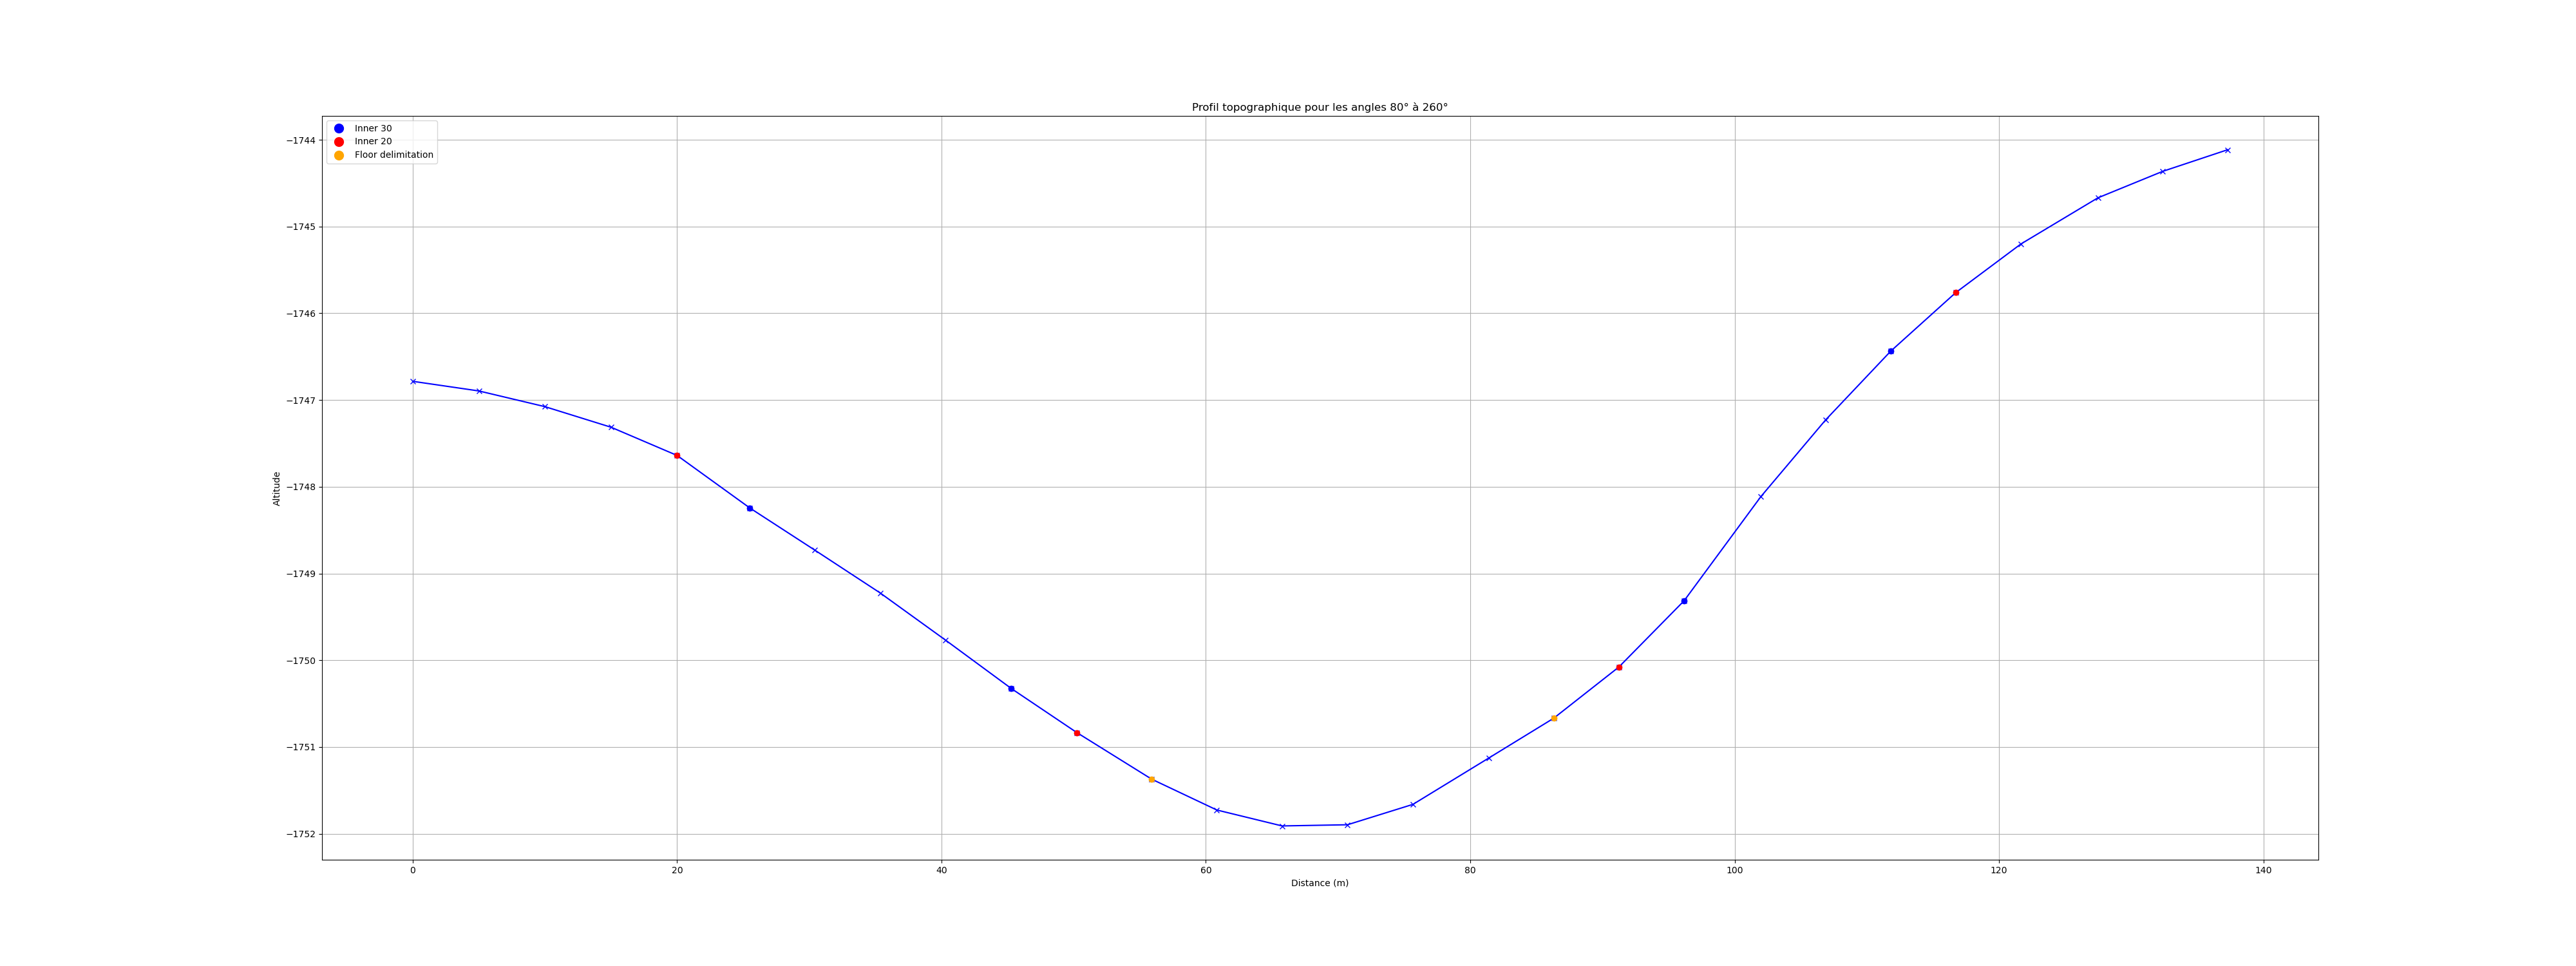 Profil topographique pour les angles 80° à 260°
Inner 30
Inner 20
Floor delimitation
−1744
−1745
−1746
−1747
−1748
−1749
−1750
−1751
−1752
Altitude
0 20 40 60 80 100 120 140
Distance (m)